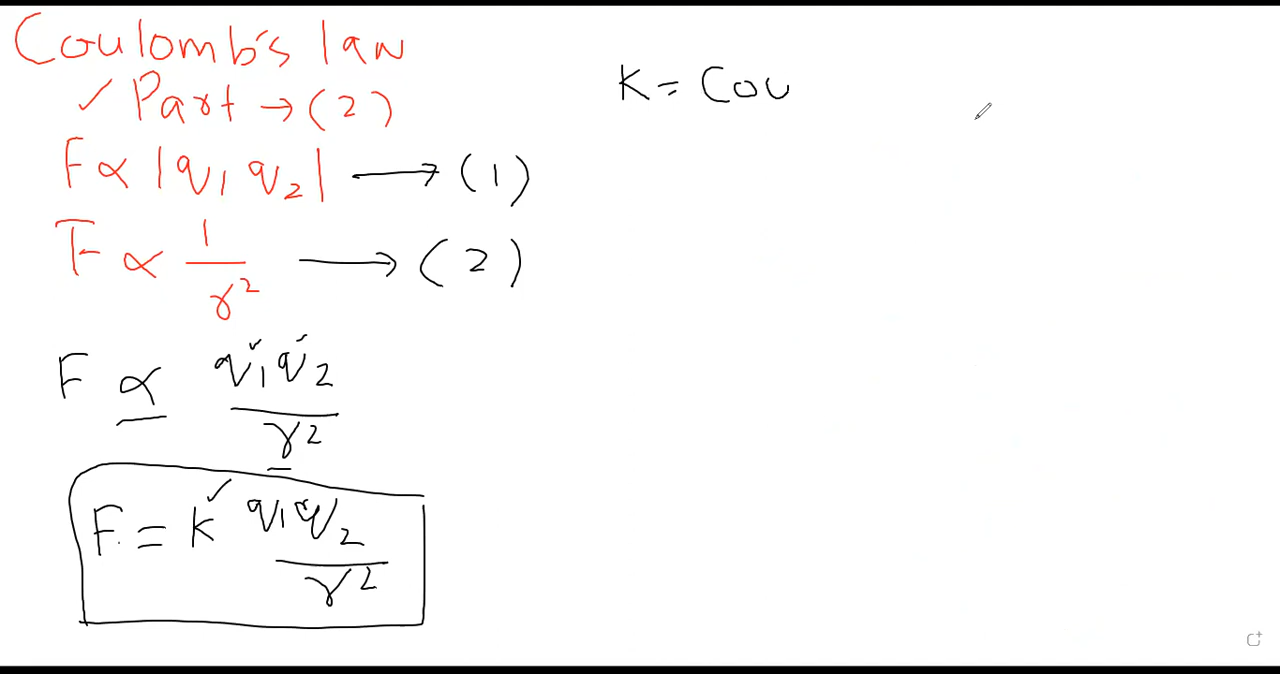 Coulomb's law
✓ Part → (2)
F ∝ |q₁ q₂| → (1)
F ∝ 1/r² → (2)
F ∝ q₁q₂/r²
F = K q₁q₂/r²
K = Cou